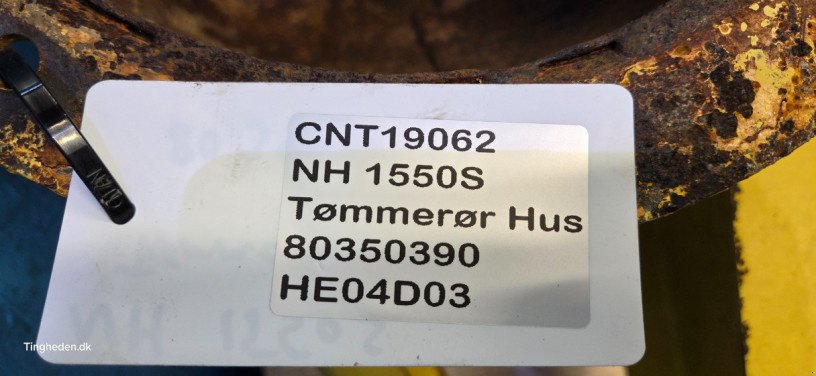 CNT19062
NH 1550S
Tømmerør Hus
80350390
HE04D03
Tingheden.dk